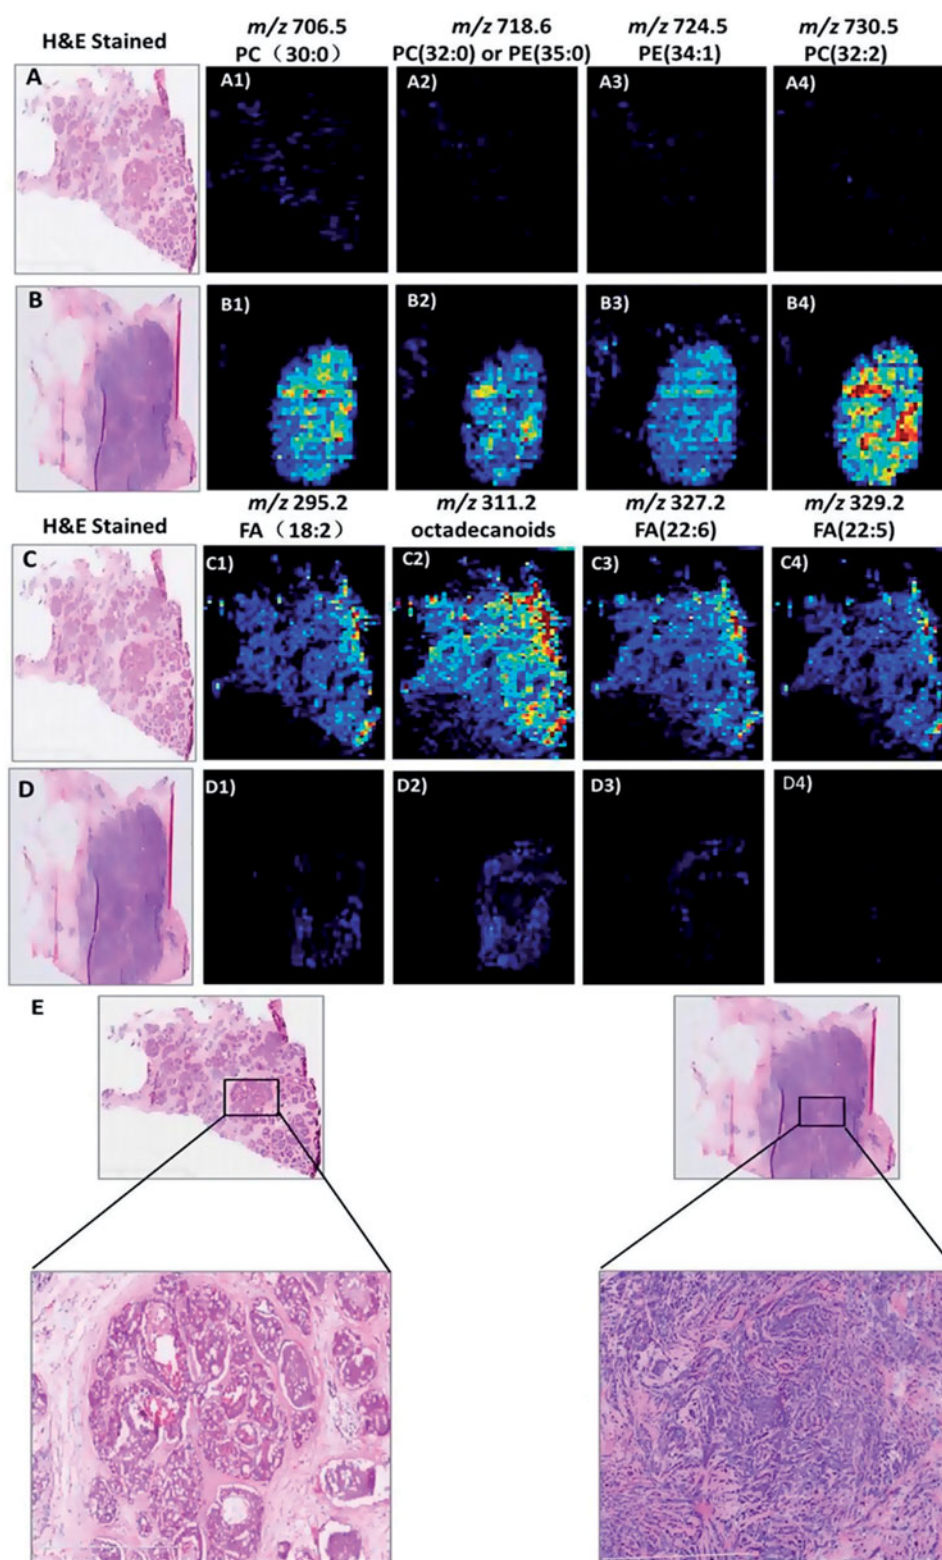 m/z 706.5 m/z 718.6 m/z 724.5 m/z 730.5
H&E Stained PC（30:0） PC(32:0) or PE(35:0) PE(34:1) PC(32:2)
A A1) A2) A3) A4)
B B1) B2) B3) B4)
m/z 295.2 m/z 311.2 m/z 327.2 m/z 329.2
H&E Stained FA（18:2） octadecanoids FA(22:6) FA(22:5)
C C1) C2) C3) C4)
D D1) D2) D3) D4)
E